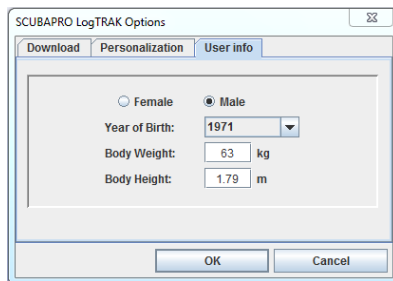 SCUBAPRO LogTRAK Options
Download Personalization User info
Female Male
Year of Birth: 1971
Body Weight: 63 kg
Body Height: 1.79 m
OK Cancel